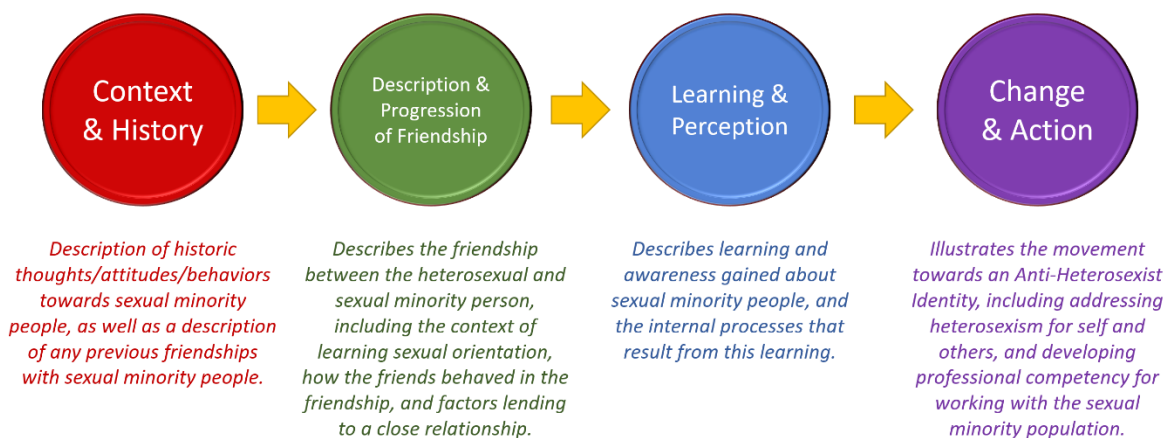 Context
& History
Description &
Progression
of Friendship
Learning &
Perception
Change
& Action
Description of historic
thoughts/attitudes/behaviors
towards sexual minority
people, as well as a description
of any previous friendships
with sexual minority people.
Describes the friendship
between the heterosexual and
sexual minority person,
including the context of
learning sexual orientation,
how the friends behaved in the
friendship, and factors lending
to a close relationship.
Describes learning and
awareness gained about
sexual minority people, and
the internal processes that
result from this learning.
Illustrates the movement
towards an Anti-Heterosexist
Identity, including addressing
heterosexism for self and
others, and developing
professional competency for
working with the sexual
minority population.